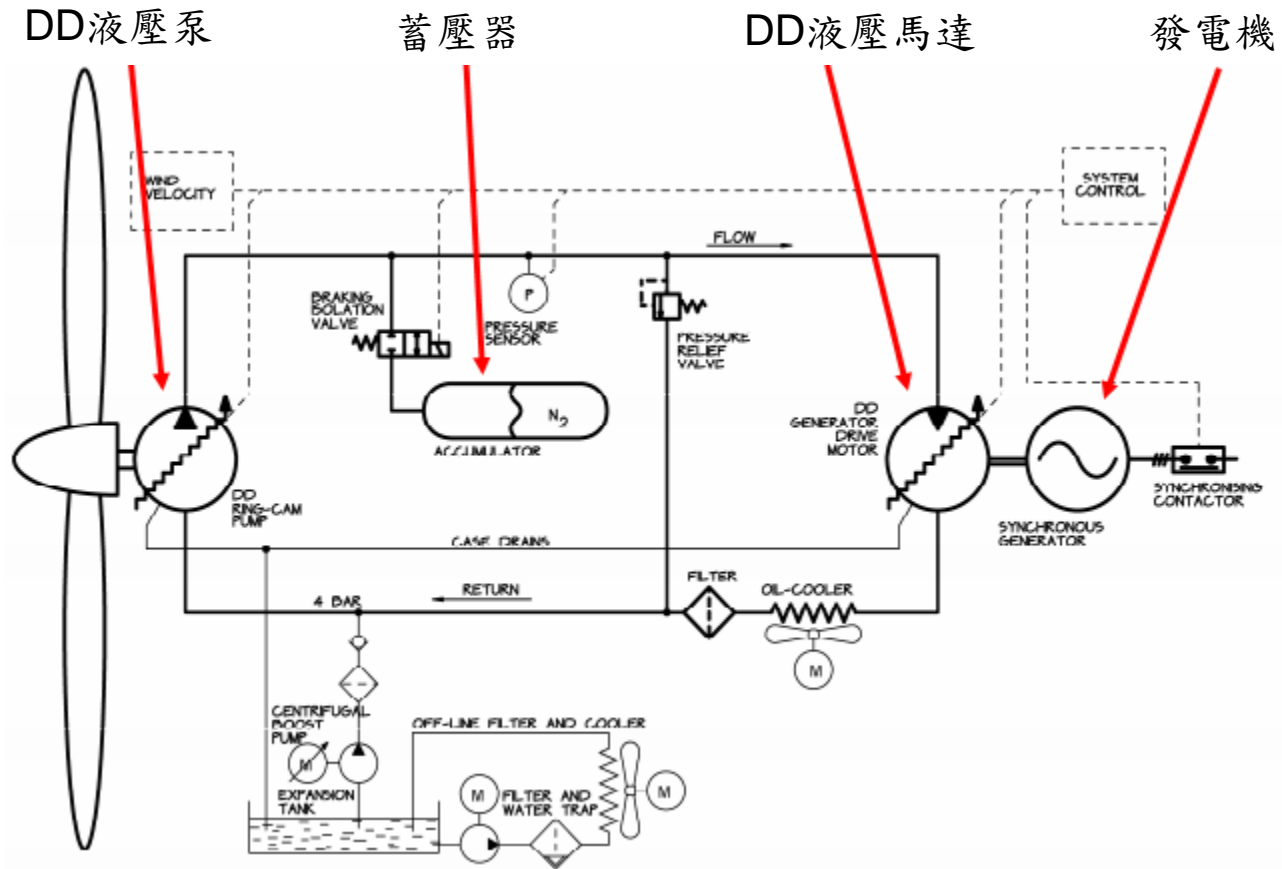 DD液壓泵
蓄壓器
DD液壓馬達
發電機
WIND
VELOCITY
SYSTEM
CONTROL
FLOW
BRAKING
ISOLATION
VALVE
P
PRESSURE
SENSOR
PRESSURE
RELIEF
VALVE
N2
ACCUMULATOR
DD
GENERATOR
DRIVE
MOTOR
SYNCHRONISING
CONTACTOR
DD
RING-CAM
PUMP
SYNCHRONOUS
GENERATOR
CASE DRAINS
RETURN
4 BAR
FILTER
OIL-COOLER
M
CENTRIFUGAL
BOOST
PUMP
M
OFF-LINE FILTER AND COOLER
EXPANSION
TANK
M
FILTER AND
WATER TRAP
M